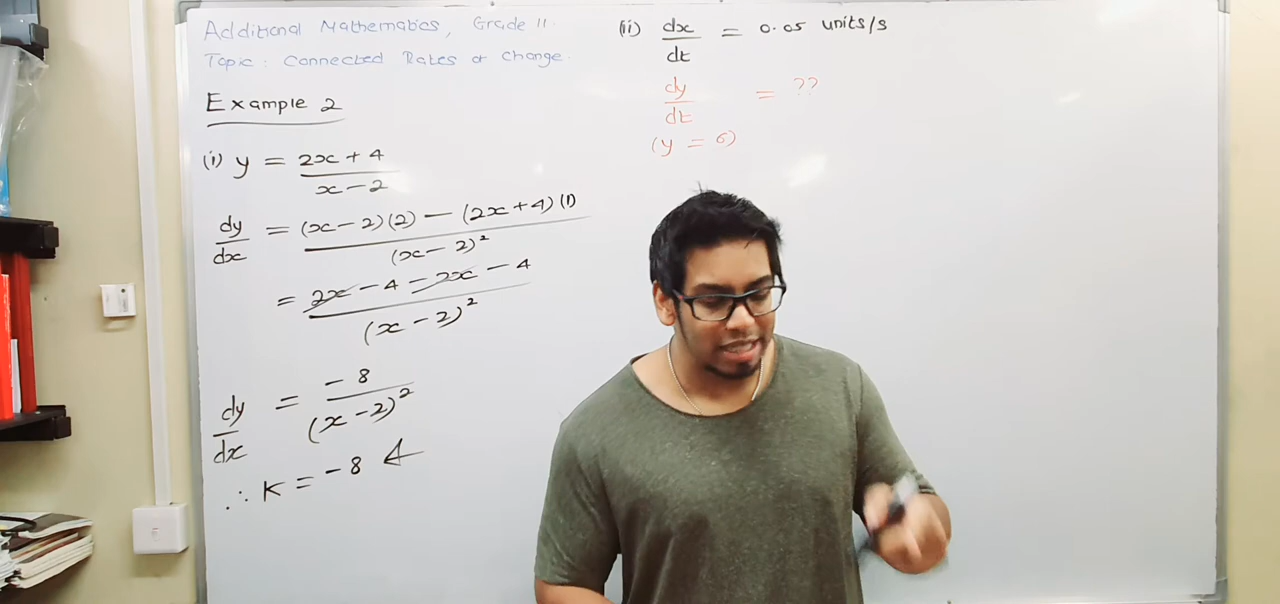 Additional Mathematics, Grade 11
Topic: Connected Rates of Change.
Example 2
(i) y = 2x + 4 / x - 2
dy/dx = (x - 2)(2) - (2x + 4)(1) / (x - 2)²
= 2x - 4 - 2x - 4 / (x - 2)²
dy/dx = -8 / (x - 2)²
∴ K = -8
(ii) dx/dt = 0.05 units/s
dy/dt = ??
(y = 6)